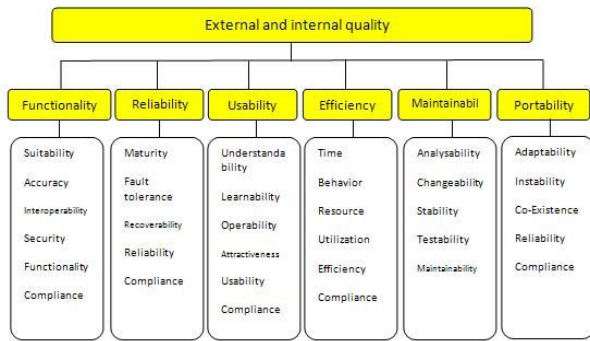 External and internal quality
Functionality
Reliability
Usability
Efficiency
Maintainabil
Portability
Suitability
Accuracy
Interoperability
Security
Functionality
Compliance
Maturity
Fault
tolerance
Recoverability
Reliability
Compliance
Understanda
bility
Learnability
Operability
Attractiveness
Usability
Compliance
Time
Behavior
Resource
Utilization
Efficiency
Compliance
Analysability
Changeability
Stability
Testability
Maintainability
Adaptability
Instability
Co-Existence
Reliability
Compliance